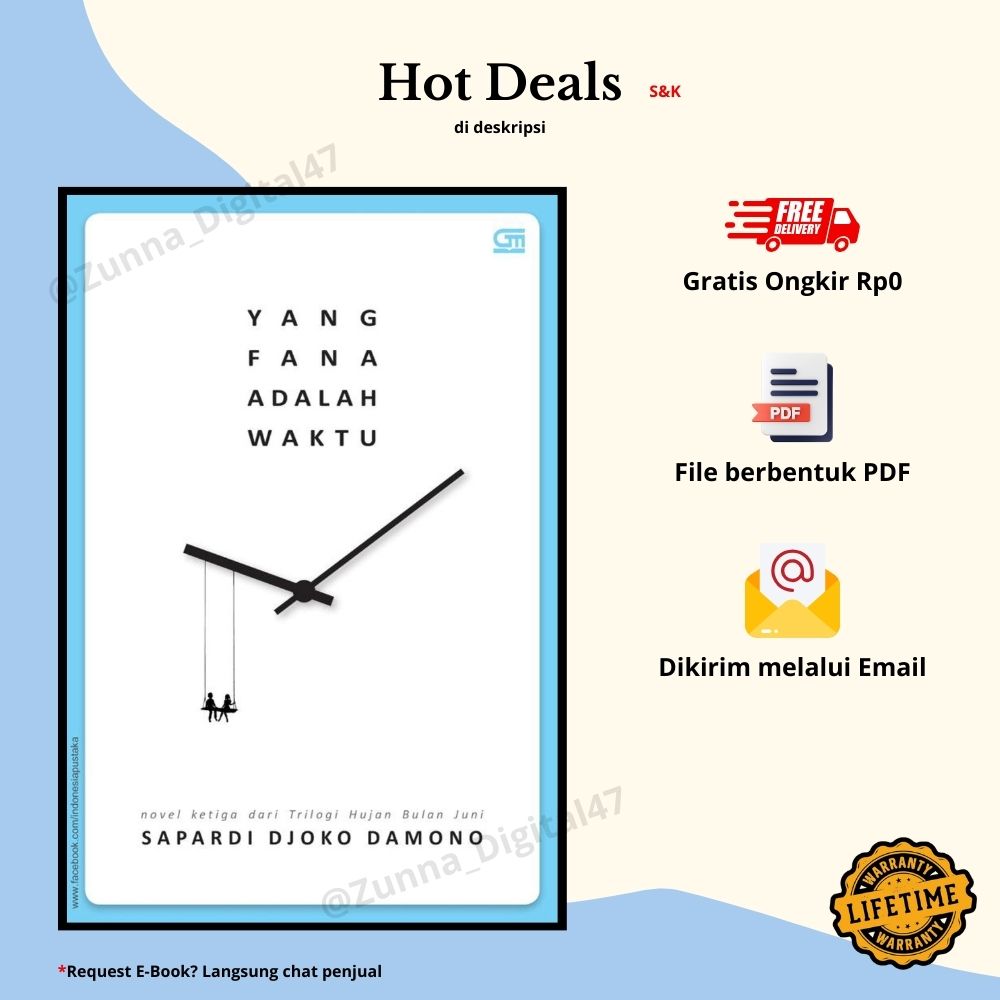 Hot Deals
S&K
di deskripsi
@Zunna_Digital47
GM
YANG
FANA
ADALAH
WAKTU
novel ketiga dari Trilogi Hujan Bulan Juni
SAPARDI DJOKO DAMONO
@Zunna_Digital47
www.facebook.com/indonesiapustaka
FREE
DELIVERY
Gratis Ongkir Rp0
PDF
File berbentuk PDF
@
Dikirim melalui Email
WARRANTY
LIFETIME
WARRANTY
*Request E-Book? Langsung chat penjual